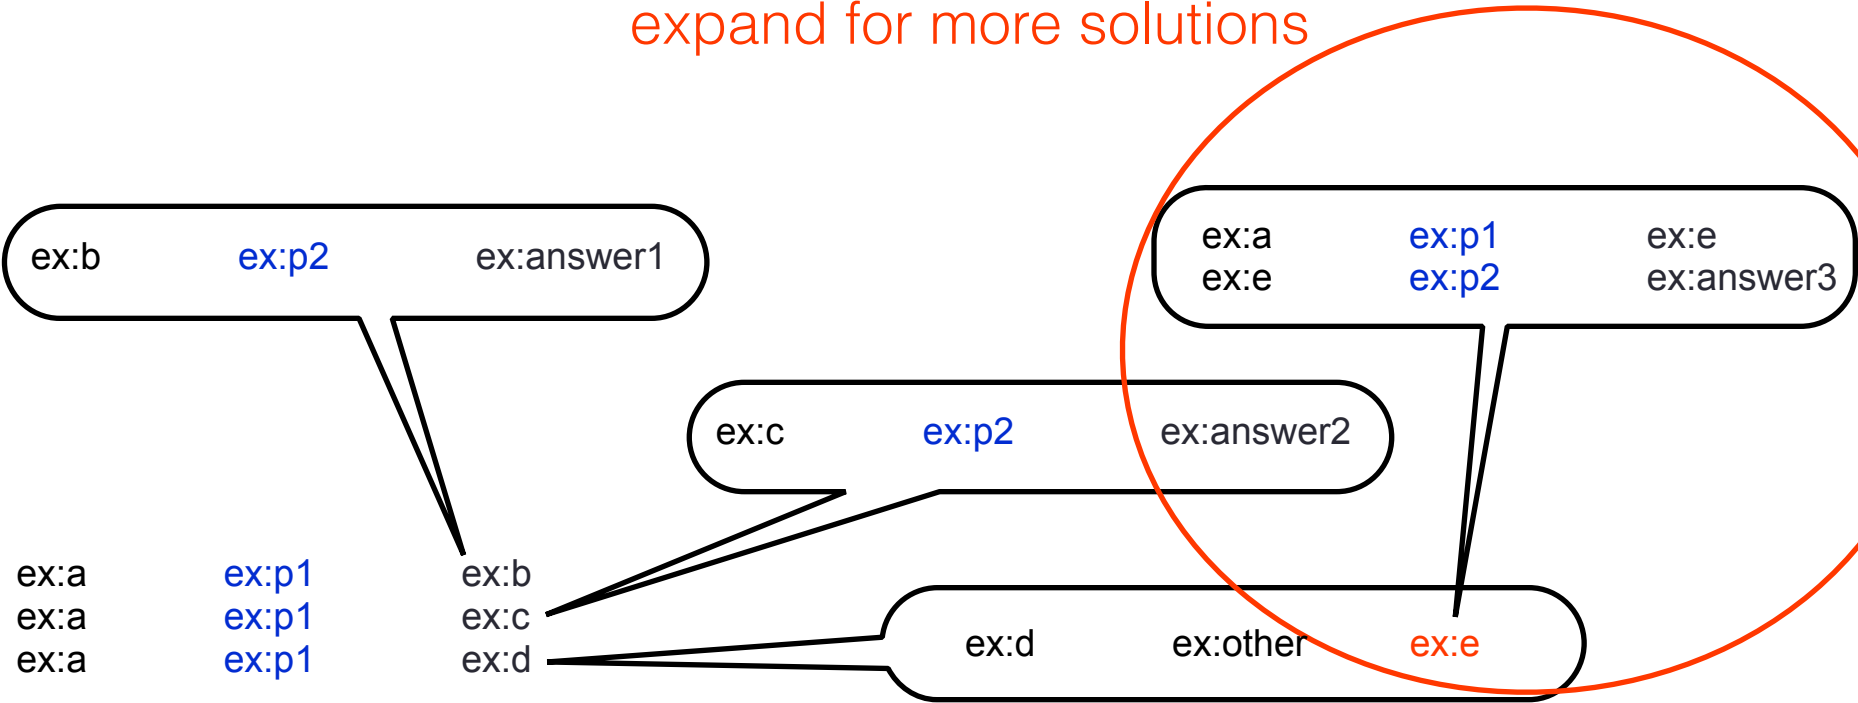 expand for more solutions
ex:b ex:p2 ex:answer1
ex:a ex:p1 ex:e
ex:e ex:p2 ex:answer3
ex:c ex:p2 ex:answer2
ex:a ex:p1 ex:b
ex:a ex:p1 ex:c
ex:a ex:p1 ex:d
ex:d ex:other ex:e